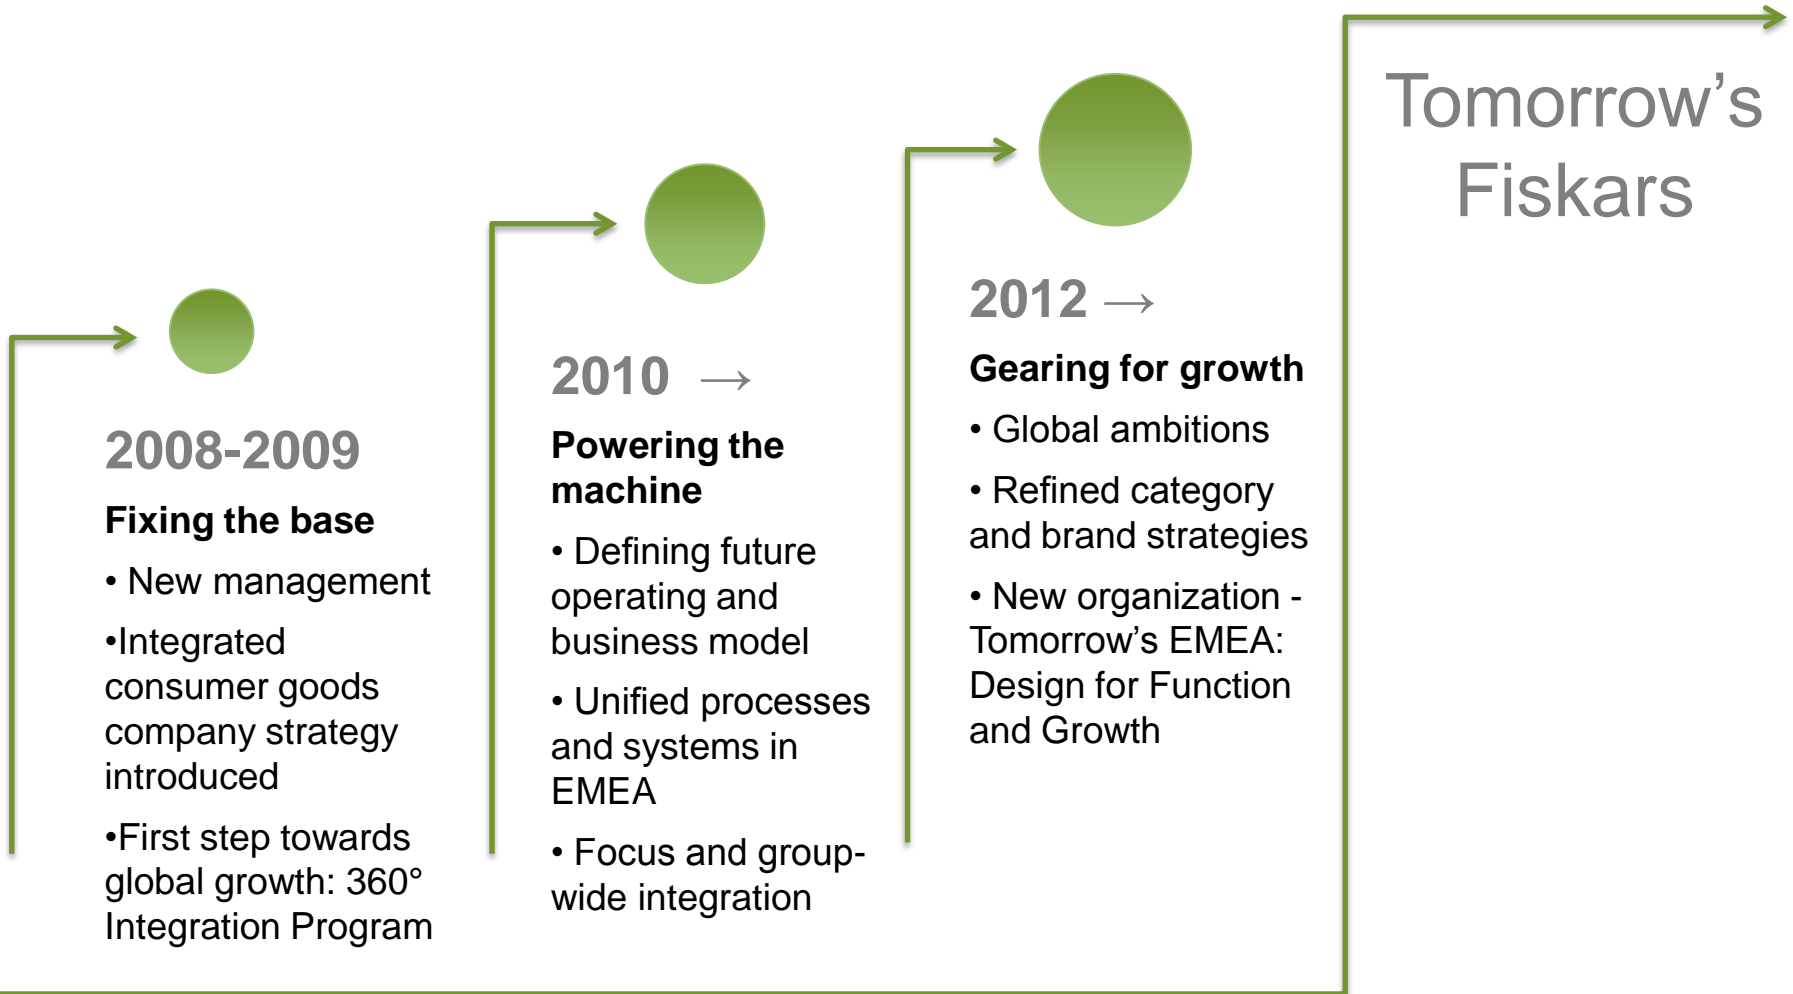 2008-2009
Fixing the base
• New management
•Integrated
consumer goods
company strategy
introduced
•First step towards
global growth: 360°
Integration Program
2010 →
Powering the
machine
• Defining future
operating and
business model
• Unified processes
and systems in
EMEA
• Focus and group-
wide integration
2012 →
Gearing for growth
• Global ambitions
• Refined category
and brand strategies
• New organization -
Tomorrow’s EMEA:
Design for Function
and Growth
Tomorrow’s
Fiskars